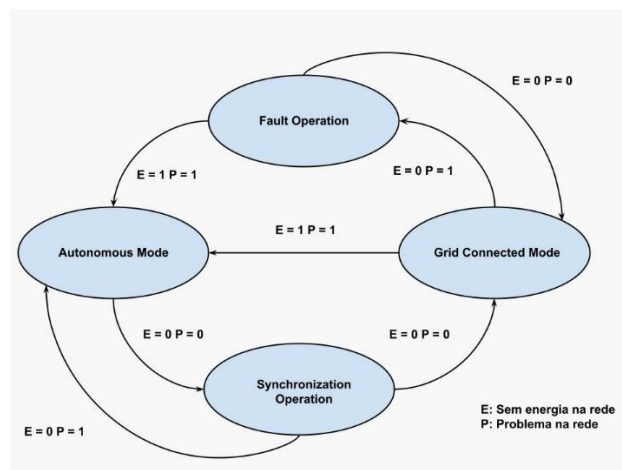 E = 0 P = 0
Fault Operation
E = 0 P = 1
E = 1 P = 1
E = 1 P = 1
Autonomous Mode
Grid Connected Mode
E = 0 P = 0
E = 0 P = 0
Synchronization
Operation
E: Sem energia na rede
P: Problema na rede
E = 0 P = 1